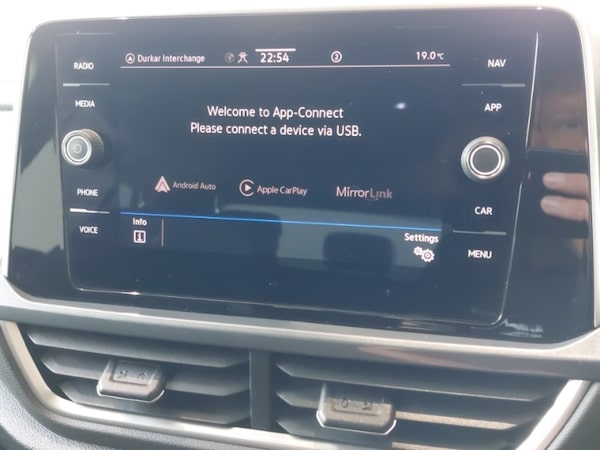 RADIO
MEDIA
PHONE
VOICE
Durkar Interchange
22:54
2
19.0 °C
Welcome to App-Connect
Please connect a device via USB.
Android Auto
Apple CarPlay
MirrorLink
Info
Settings
NAV
APP
CAR
MENU